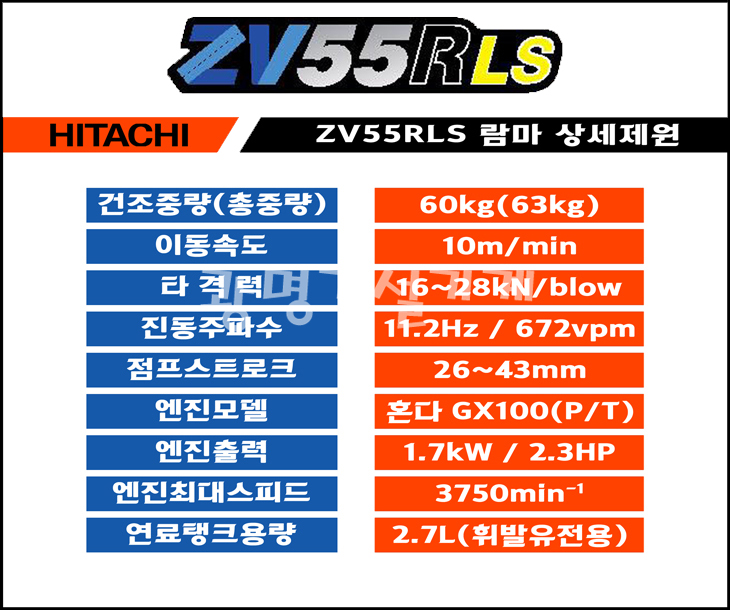 ZV55RLS
HITACHI ZV55RLS 람마 상세제원
건조중량(총중량) 60kg(63kg)
이동속도 10m/min
타격력 16~28kN/blow
진동주파수 11.2Hz / 672vpm
점프스트로크 26~43mm
엔진모델 혼다 GX100(P/T)
엔진출력 1.7kW / 2.3HP
엔진최대스피드 3750min⁻¹
연료탱크용량 2.7L(휘발유전용)